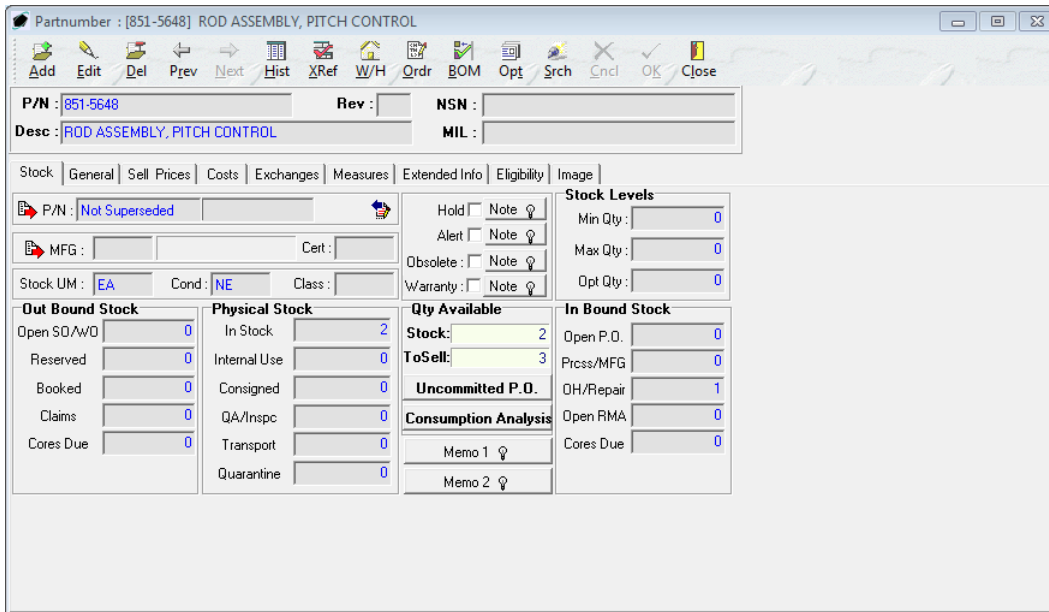 Partnumber : [851-5648] ROD ASSEMBLY, PITCH CONTROL
Add Edit Del Prev Next Hist XRef W/H Ordr BOM Opt Srch Cncl OK Close
P/N : 851-5648 Rev : NSN :
Desc : ROD ASSEMBLY, PITCH CONTROL MIL :
Stock General Sell Prices Costs Exchanges Measures Extended Info Eligibility Image
P/N : Not Superseded
MFG : Cert :
Stock UM : EA Cond : NE Class :
Hold Note
Alert Note
Obsolete : Note
Warranty : Note
Stock Levels
Min Qty : 0
Max Qty : 0
Opt Qty : 0
Out Bound Stock
Open SO/WO 0
Reserved 0
Booked 0
Claims 0
Cores Due 0
Physical Stock
In Stock 2
Internal Use 0
Consigned 0
QA/Inspc 0
Transport 0
Quarantine 0
Qty Available
Stock: 2
ToSell: 3
Uncommitted P.O.
Consumption Analysis
Memo 1
Memo 2
In Bound Stock
Open P.O. 0
Prcss/MFG 0
OH/Repair 1
Open RMA 0
Cores Due 0